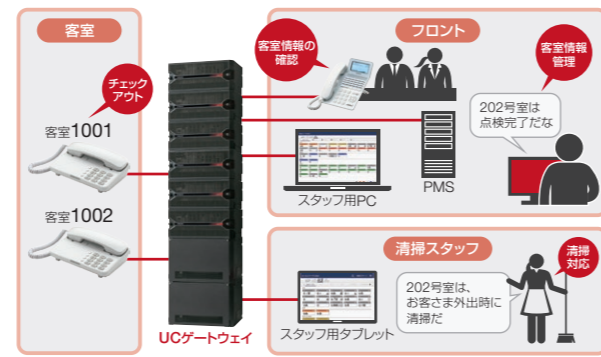 客室
チェック
アウト
客室1001
客室1002
UCゲートウェイ
フロント
客室情報の
確認
客室情報
管理
202号室は
点検完了だな
スタッフ用PC
PMS
清掃スタッフ
清掃
対応
202号室は、
お客さま外出時に
清掃だ
スタッフ用タブレット